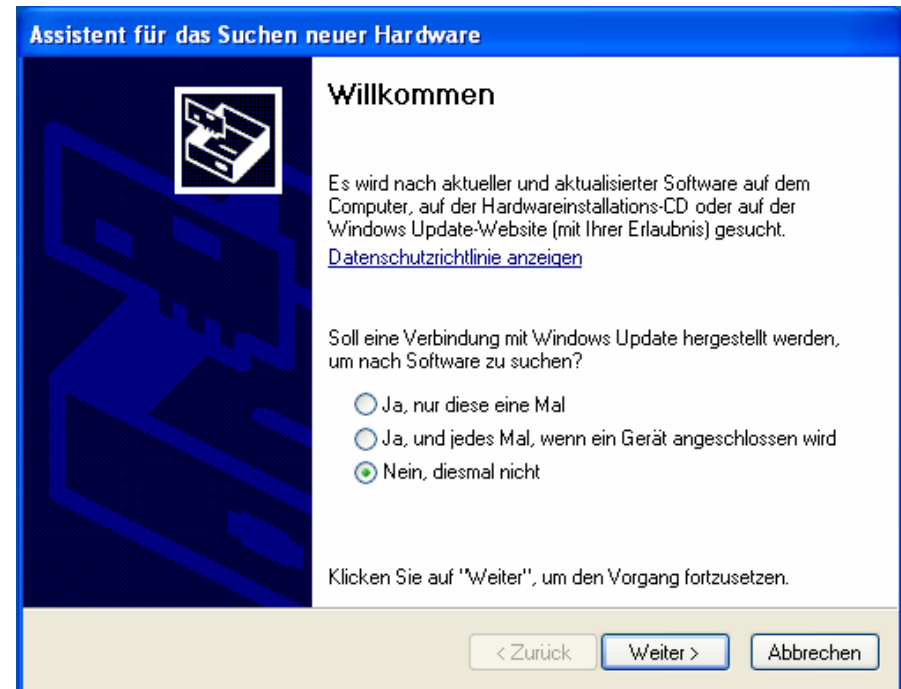 Assistent für das Suchen neuer Hardware
Willkommen
Es wird nach aktueller und aktualisierter Software auf dem
Computer, auf der Hardwareinstallations-CD oder auf der
Windows Update-Website (mit Ihrer Erlaubnis) gesucht.
Datenschutzrichtlinie anzeigen
Soll eine Verbindung mit Windows Update hergestellt werden,
um nach Software zu suchen?
Ja, nur diese eine Mal
Ja, und jedes Mal, wenn ein Gerät angeschlossen wird
Nein, diesmal nicht
Klicken Sie auf "Weiter", um den Vorgang fortzusetzen.
< Zurück Weiter > Abbrechen